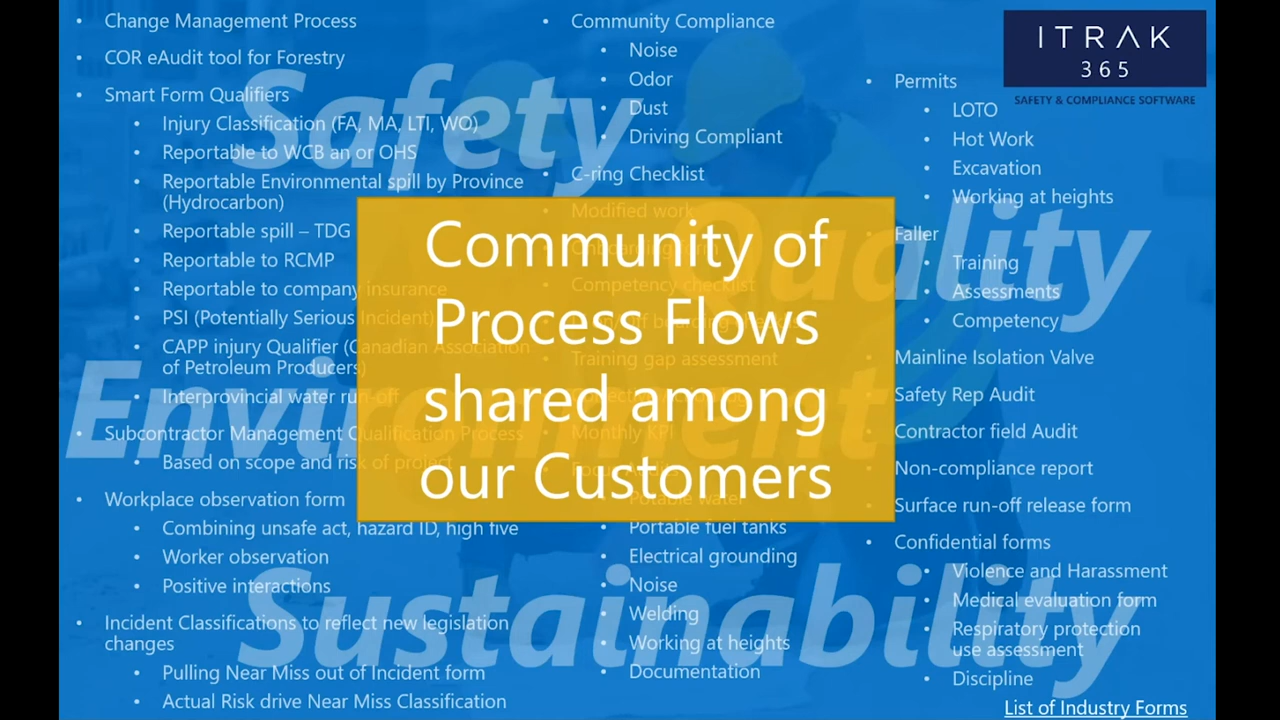 Change Management Process
COR eAudit tool for Forestry
Smart Form Qualifiers
Injury Classification (FA, MA, LTI, WO)
Reportable to WCB an or OHS
Reportable Environmental spill by Province
(Hydrocarbon)
Reportable spill – TDG
Reportable to RCMP
Reportable to company insurance
PSI (Potentially Serious Incident)
CAPP injury Qualifier (Canadian Association
of Petroleum Producers)
Interprovincial water run-off
Subcontractor Management Qualification Process
Based on scope and risk of project
Workplace observation form
Combining unsafe act, hazard ID, high five
Worker observation
Positive interactions
Incident Classifications to reflect new legislation
changes
Pulling Near Miss out of Incident form
Actual Risk drive Near Miss Classification
Community Compliance
Noise
Odor
Dust
Driving Compliant
C-ring Checklist
Modified work
Onboarding form
Competency checklist
Training gap assessment
Monthly KPI
Potable water
Portable fuel tanks
Electrical grounding
Noise
Welding
Working at heights
Documentation
ITRAK
365
SAFETY & COMPLIANCE SOFTWARE
Permits
LOTO
Hot Work
Excavation
Working at heights
Faller
Training
Assessments
Competency
Mainline Isolation Valve
Safety Rep Audit
Contractor field Audit
Non-compliance report
Surface run-off release form
Confidential forms
Violence and Harassment
Medical evaluation form
Respiratory protection
use assessment
Discipline
List of Industry Forms
Safety
Quality
Environment
Sustainability
Community of
Process Flows
shared among
our Customers